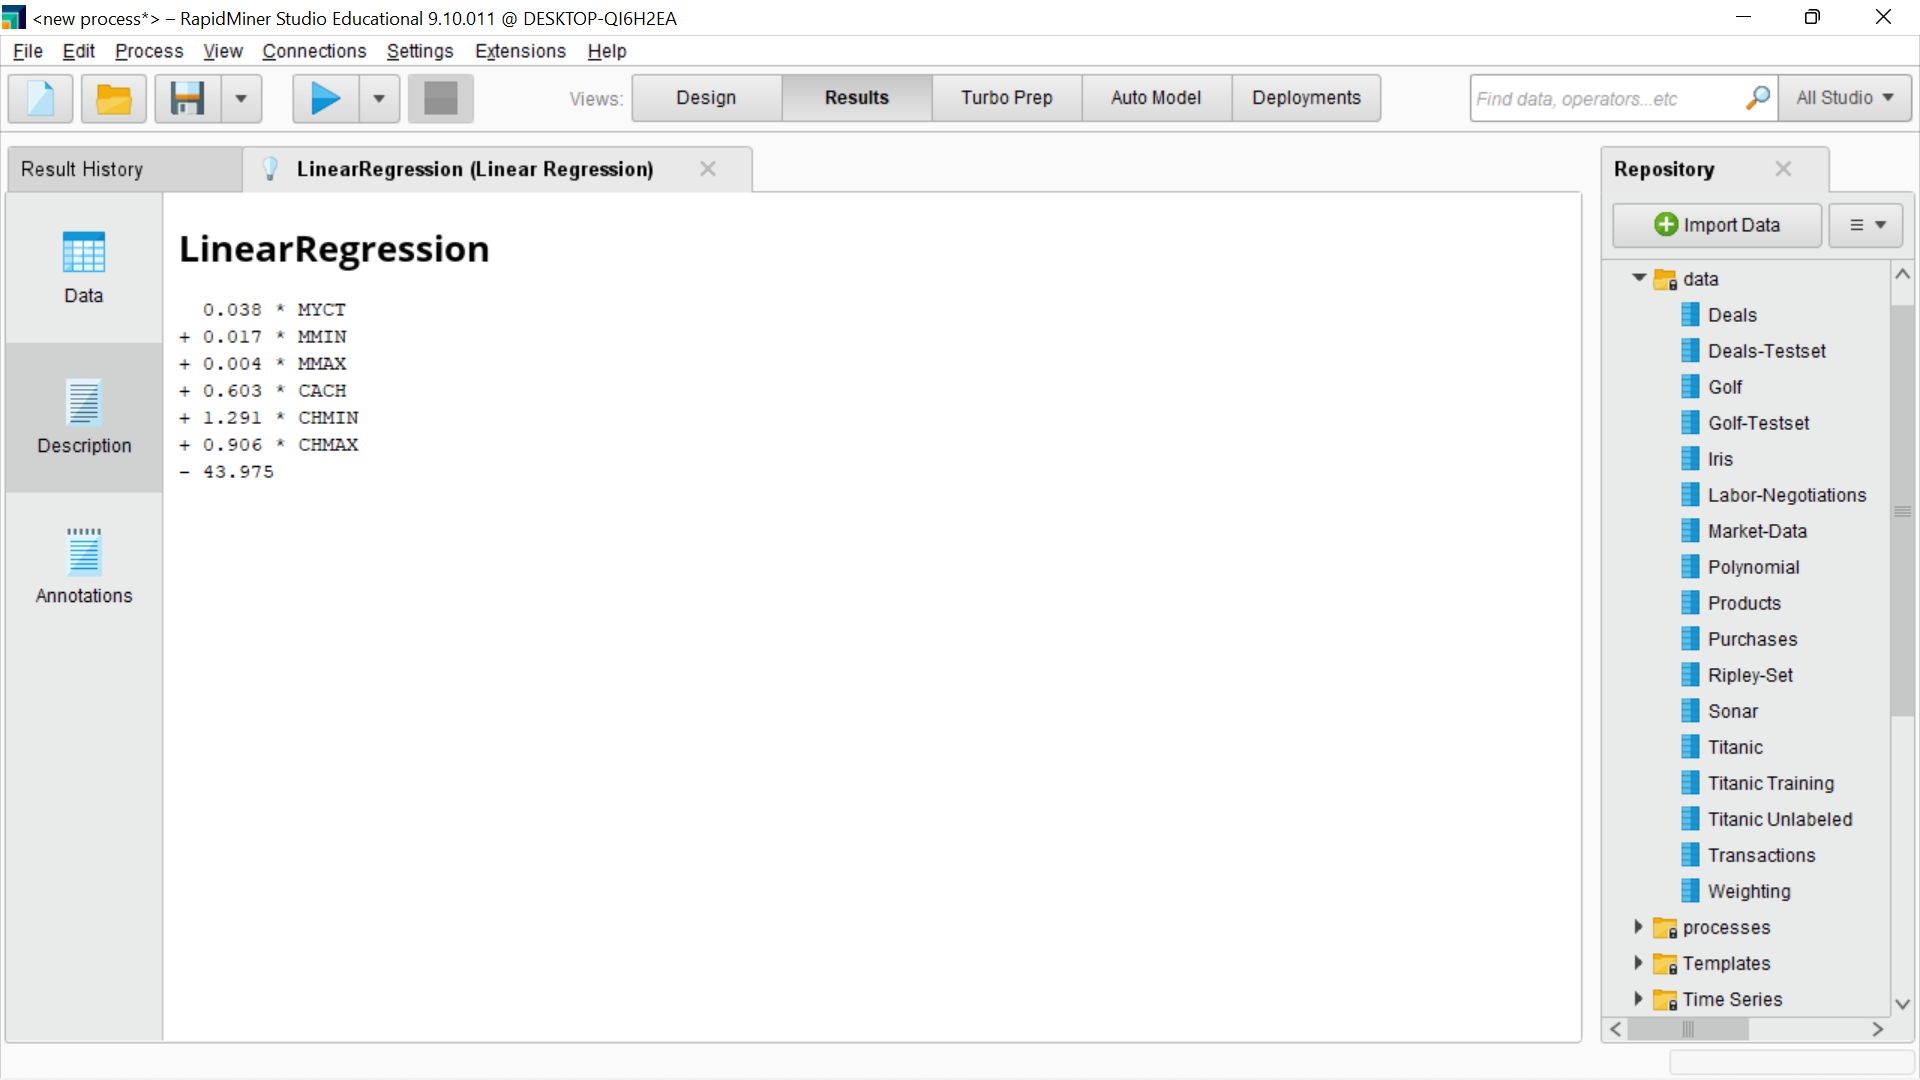 <new process*> – RapidMiner Studio Educational 9.10.011 @ DESKTOP-QI6H2EA
File Edit Process View Connections Settings Extensions Help
Views: Design Results Turbo Prep Auto Model Deployments
Find data, operators...etc
All Studio
Result History
LinearRegression (Linear Regression)
Data
Description
Annotations
LinearRegression
0.038 * MYCT
+ 0.017 * MMIN
+ 0.004 * MMAX
+ 0.603 * CACH
+ 1.291 * CHMIN
+ 0.906 * CHMAX
- 43.975
Repository
Import Data
data
Deals
Deals-Testset
Golf
Golf-Testset
Iris
Labor-Negotiations
Market-Data
Polynomial
Products
Purchases
Ripley-Set
Sonar
Titanic
Titanic Training
Titanic Unlabeled
Transactions
Weighting
processes
Templates
Time Series